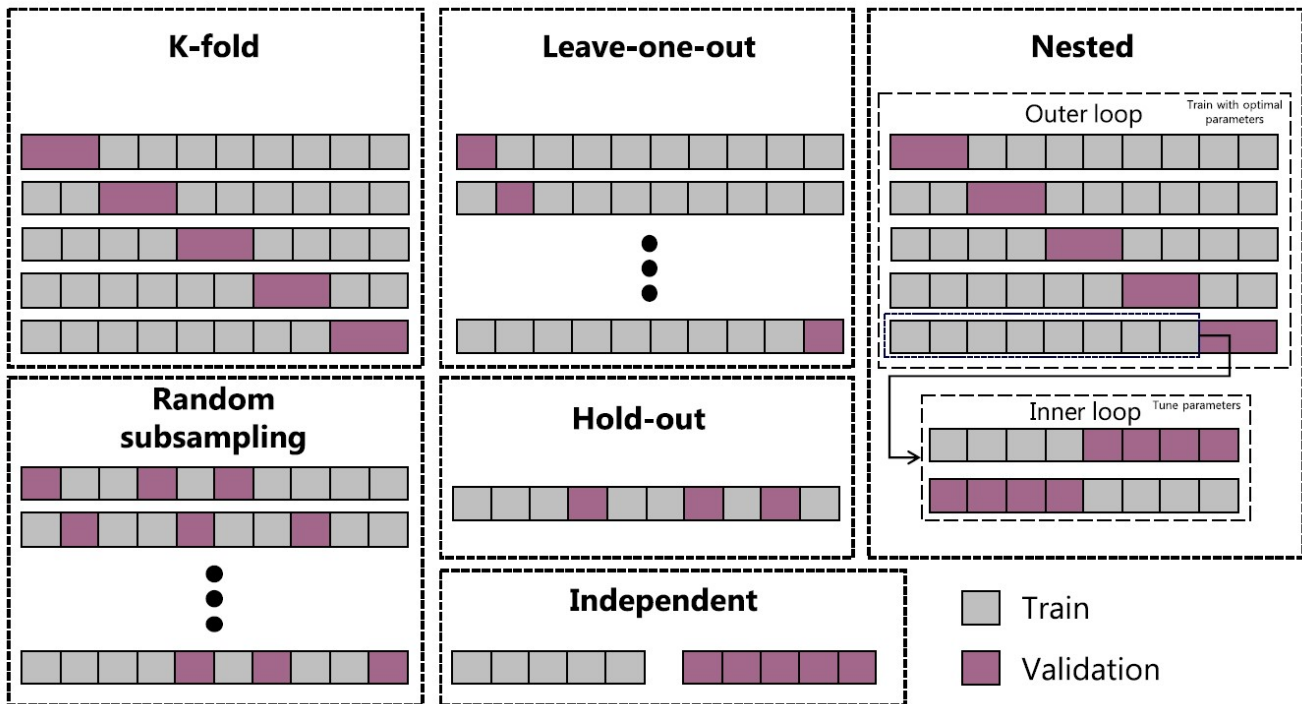 K-fold
Leave-one-out
Nested
Outer loop
Train with optimal
parameters
Random
subsampling
Hold-out
Inner loop
Tune parameters
Independent
Train
Validation